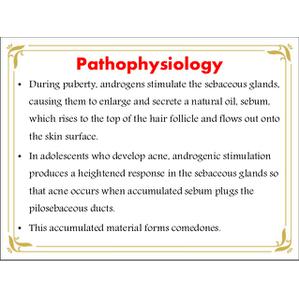 Pathophysiology
• During puberty, androgens stimulate the sebaceous glands,
causing them to enlarge and secrete a natural oil, sebum,
which rises to the top of the hair follicle and flows out onto
the skin surface.
• In adolescents who develop acne, androgenic stimulation
produces a heightened response in the sebaceous glands so
that acne occurs when accumulated sebum plugs the
pilosebaceous ducts.
• This accumulated material forms comedones.